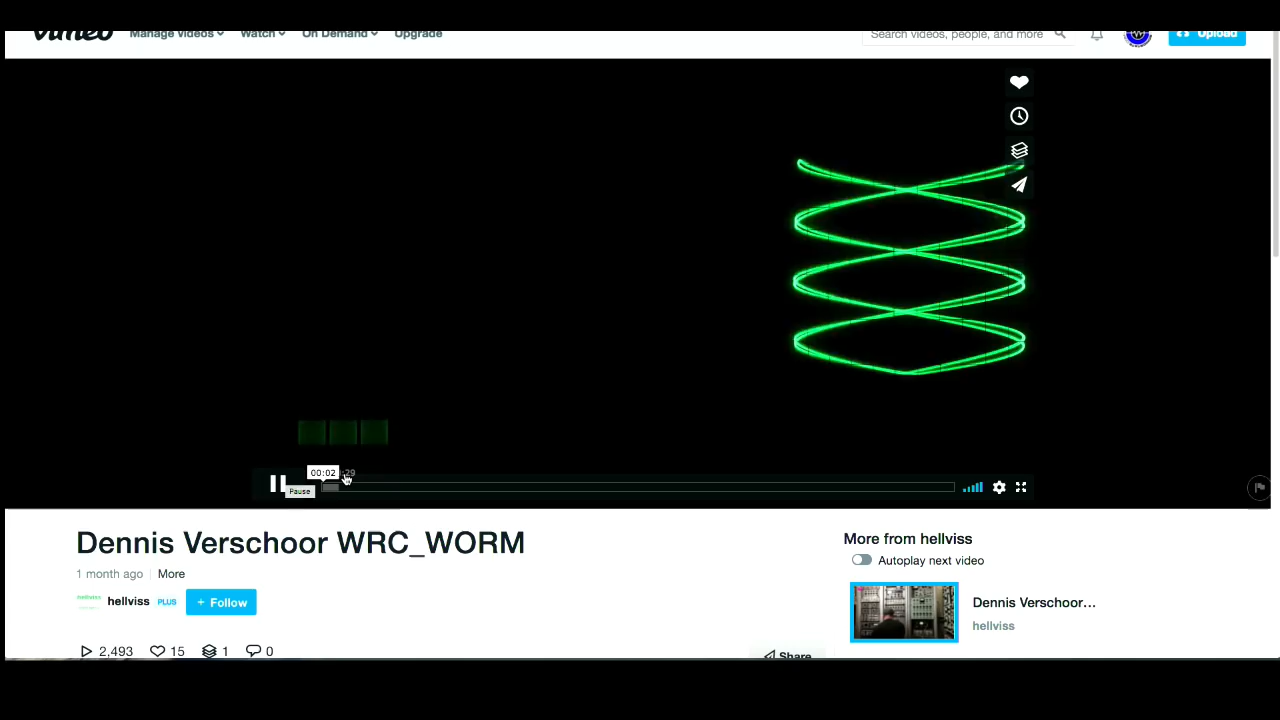 vimeo Manage videos Watch On Demand Upgrade Search videos, people, and more Upload
00:02
Pause
Dennis Verschoor WRC_WORM
1 month ago More
hellviss PLUS + Follow
2,493 15 1 0
Share
More from hellviss
Autoplay next video
Dennis Verschoor…
hellviss